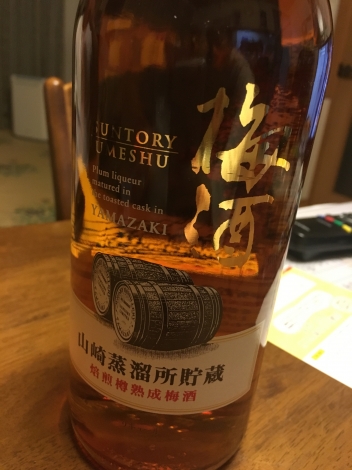 梅酒
SUNTORY
UMESHU
Plum liqueur
matured in
the toasted cask in
YAMAZAKI
山崎蒸溜所貯蔵
焙煎樽熟成梅酒